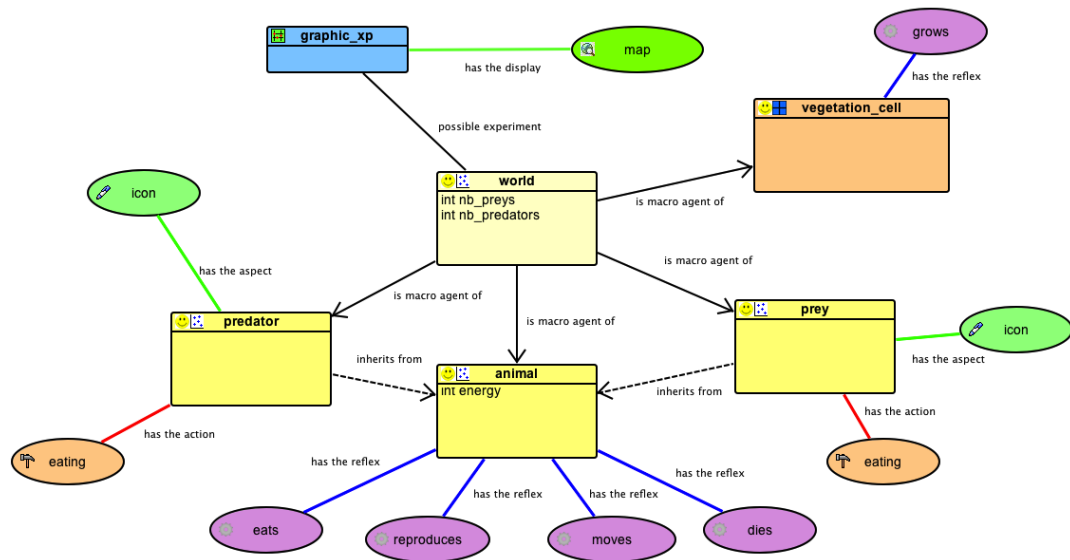 grows
graphic_xp
map
has the display
has the reflex
vegetation_cell
possible experiment
icon
world
int nb_preys
int nb_predators
is macro agent of
has the aspect
is macro agent of
is macro agent of
prey
predator
is macro agent of
icon
inherits from
animal
has the aspect
int energy
inherits from
has the action
has the action
eating
has the reflex
eating
has the reflex
has the reflex
has the reflex
eats
reproduces
moves
dies